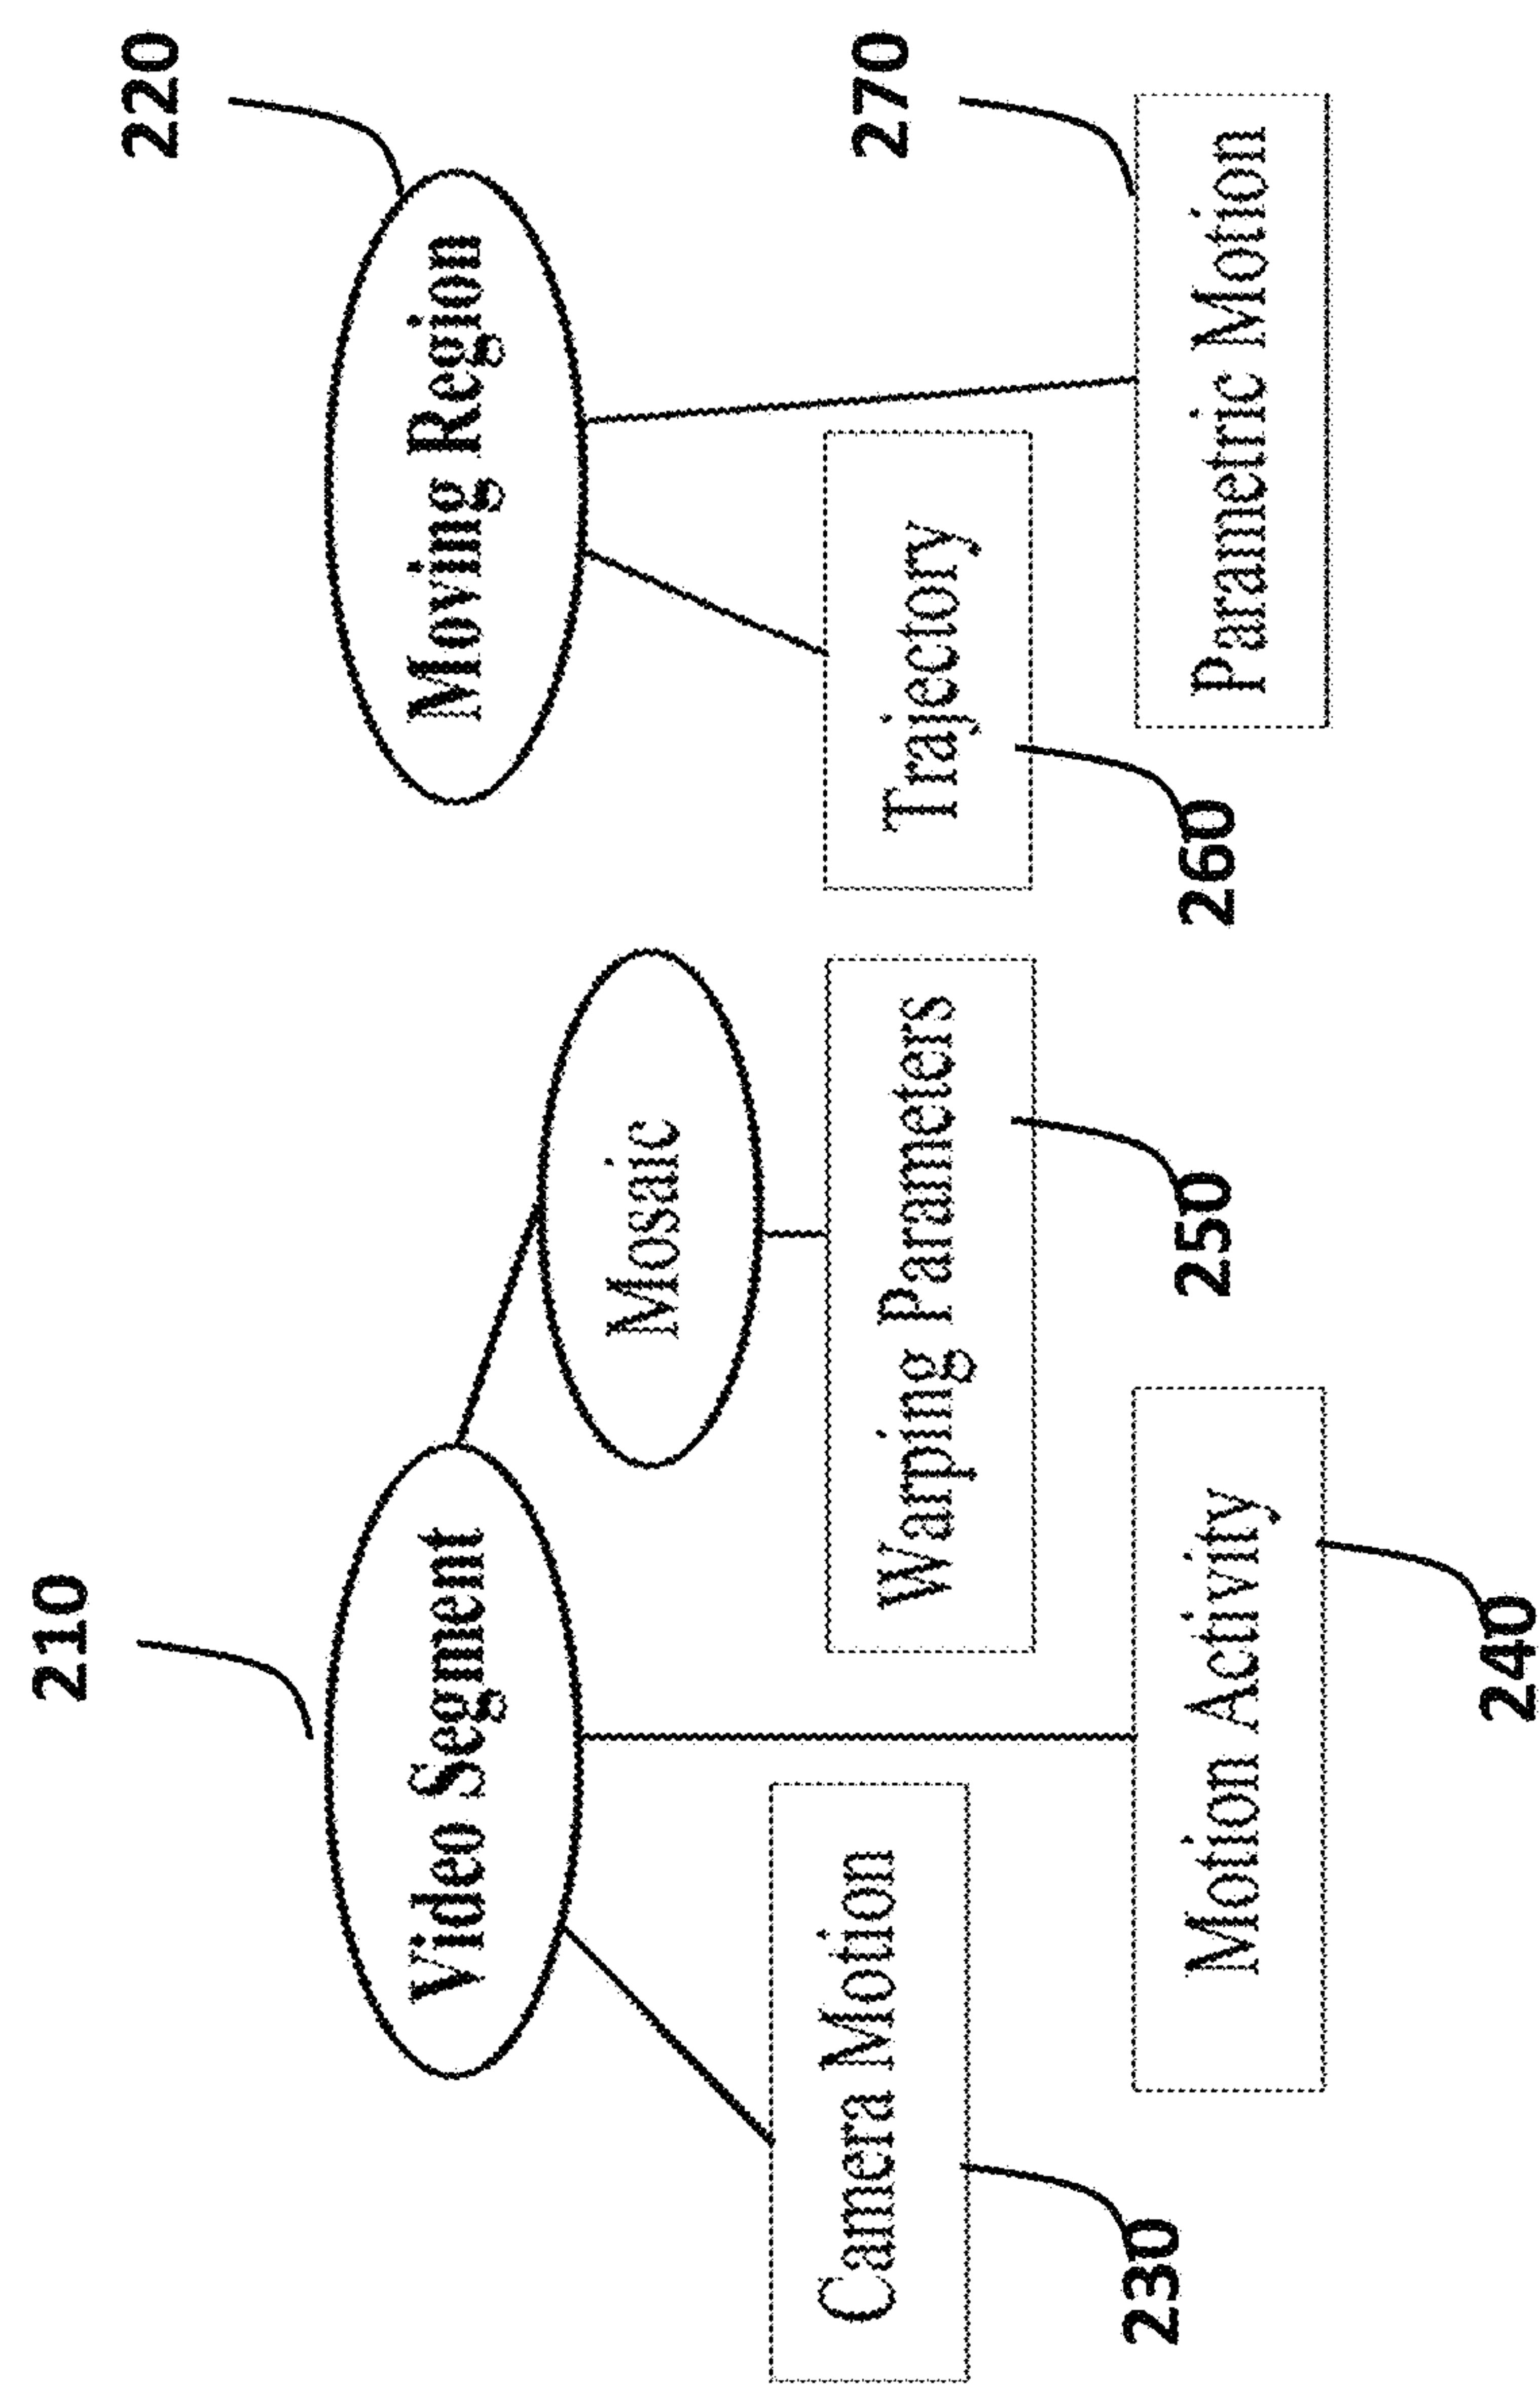 210
220
Video Segment
Moving Region
Mosaic
Camera Motion
Warping Parameters
Trajectory
270
230
Motion Activity
250
260
Parametric Motion
240